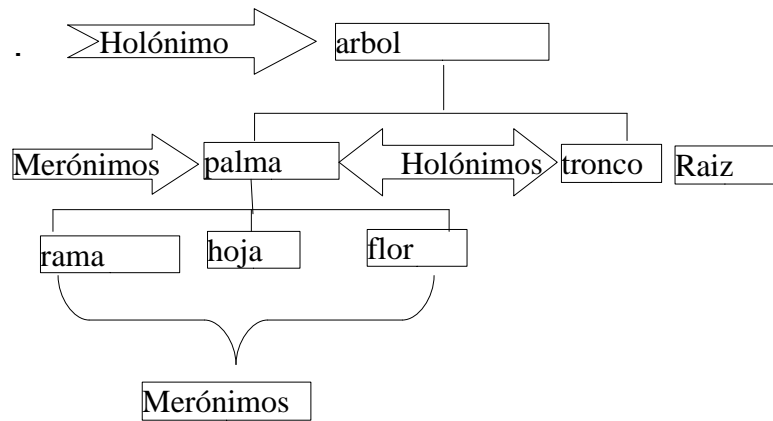 Holónimo arbol
Merónimos palma Holónimos tronco Raiz
rama hoja flor
Merónimos